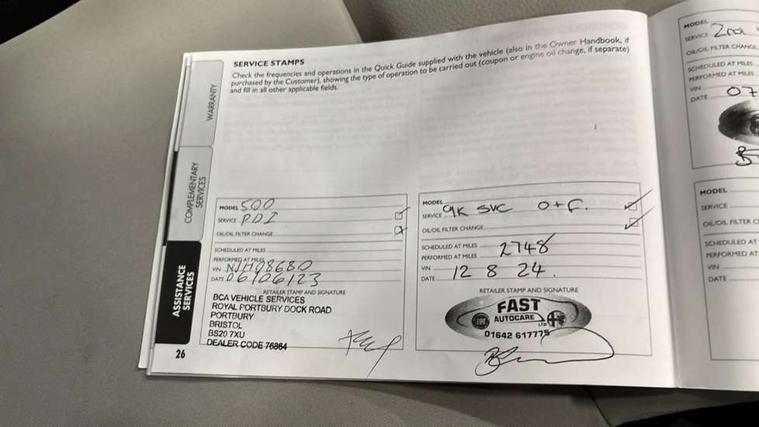 SERVICE STAMPS
Check the frequencies and operations in the Quick Guide supplied with the vehicle (also in the Owner Handbook, if
purchased by the Customer), showing the type of operation to be carried out (coupon or engine oil change, if separate)
and fill in all other applicable fields.
WARRANTY
COMPLEMENTARY
SERVICES
ASSISTANCE
SERVICES
MODEL 500
SERVICE PDI
OIL/OIL FILTER CHANGE
SCHEDULED AT MILES
PERFORMED AT MILES
VIN NJH08680
DATE 06/06/23
RETAILER STAMP AND SIGNATURE
BCA VEHICLE SERVICES
ROYAL PORTBURY DOCK ROAD
PORTBURY
BRISTOL
BS20 7XU
DEALER CODE 76864
26
MODEL
SERVICE 9K SVC O+F.
OIL/OIL FILTER CHANGE
SCHEDULED AT MILES
PERFORMED AT MILES 2748
VIN
DATE 12 8 24.
RETAILER STAMP AND SIGNATURE
FAST
AUTOCARE LTD
01642 617775
MODEL
SERVICE 2nd
OIL/OIL FILTER CHANGE
SCHEDULED AT MILES
PERFORMED AT MILES
VIN
DATE 07
MODEL
SERVICE
OIL/OIL FILTER
SCHEDULED AT
PERFORMED AT
VIN
DATE